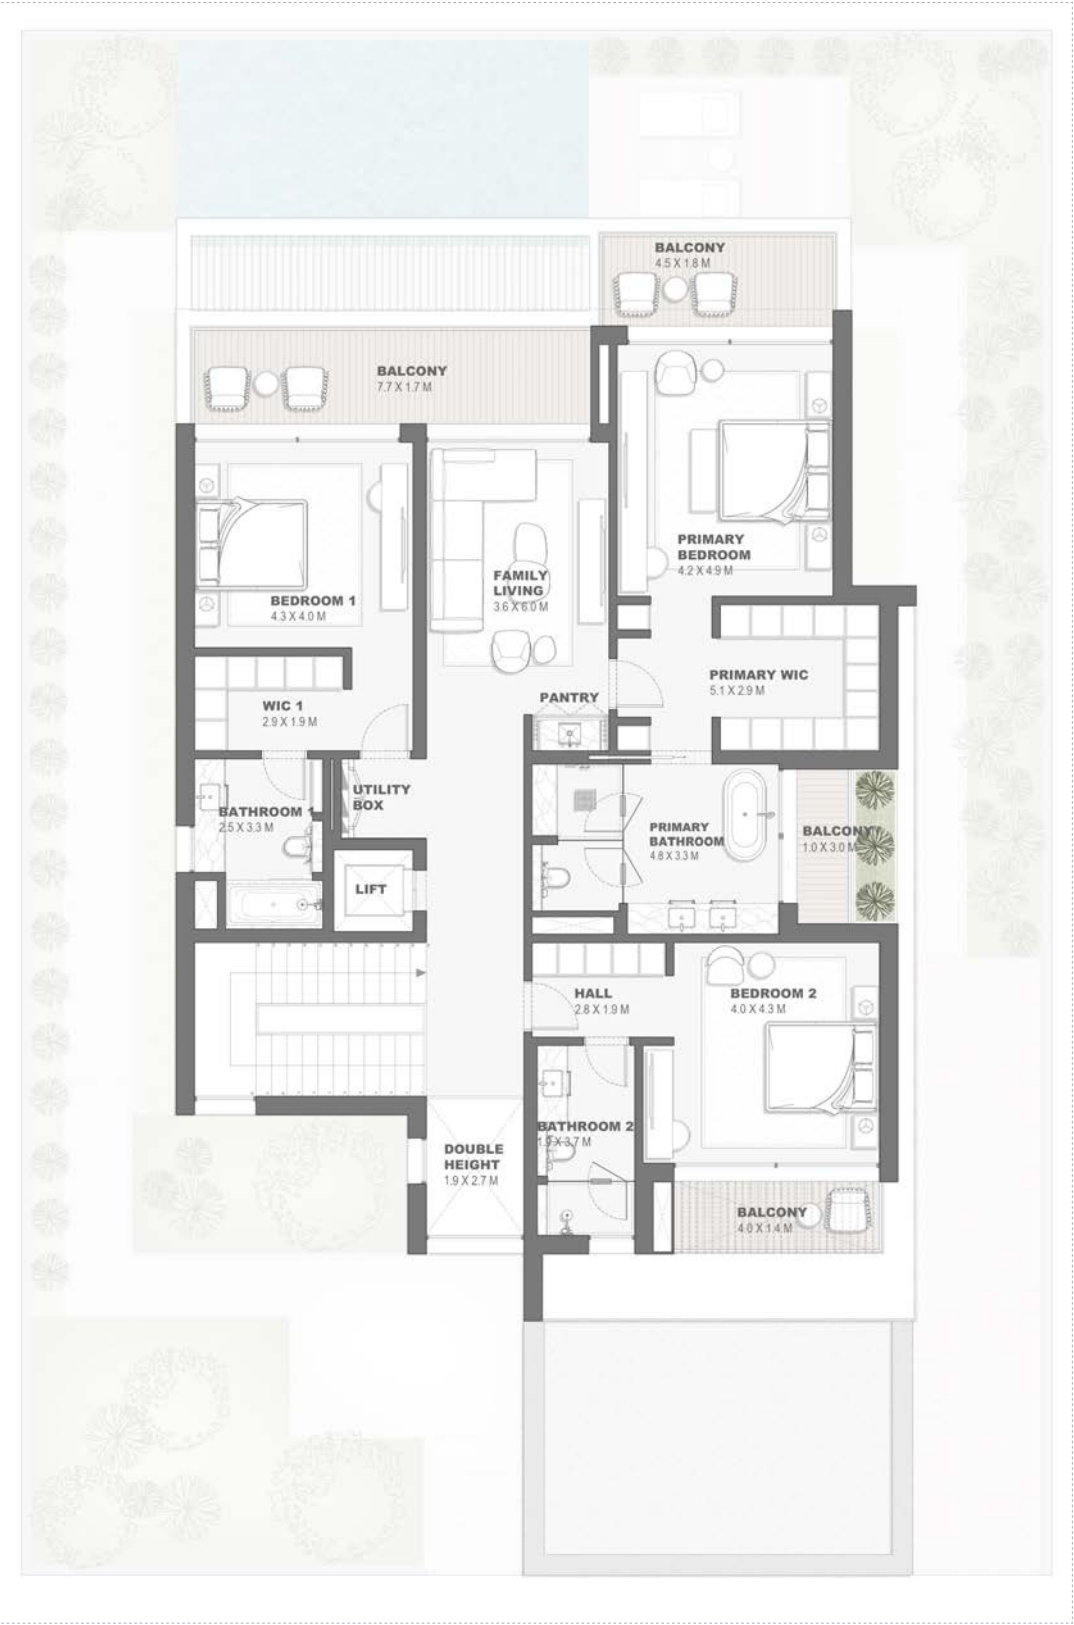 BALCONY
4.5 X 1.8 M
BALCONY
7.7 X 1.7 M
PRIMARY
BEDROOM
4.2 X 4.9 M
FAMILY
LIVING
3.6 X 6.0 M
BEDROOM 1
4.3 X 4.0 M
PRIMARY WIC
5.1 X 2.9 M
PANTRY
WIC 1
2.9 X 1.9 M
UTILITY
BOX
BATHROOM 1
2.5 X 3.3 M
PRIMARY
BATHROOM
4.8 X 3.3 M
BALCONY
1.0 X 3.0 M
LIFT
HALL
2.8 X 1.9 M
BEDROOM 2
4.0 X 4.3 M
BATHROOM 2
1.9 X 3.7 M
DOUBLE
HEIGHT
1.9 X 2.7 M
BALCONY
4.0 X 1.4 M